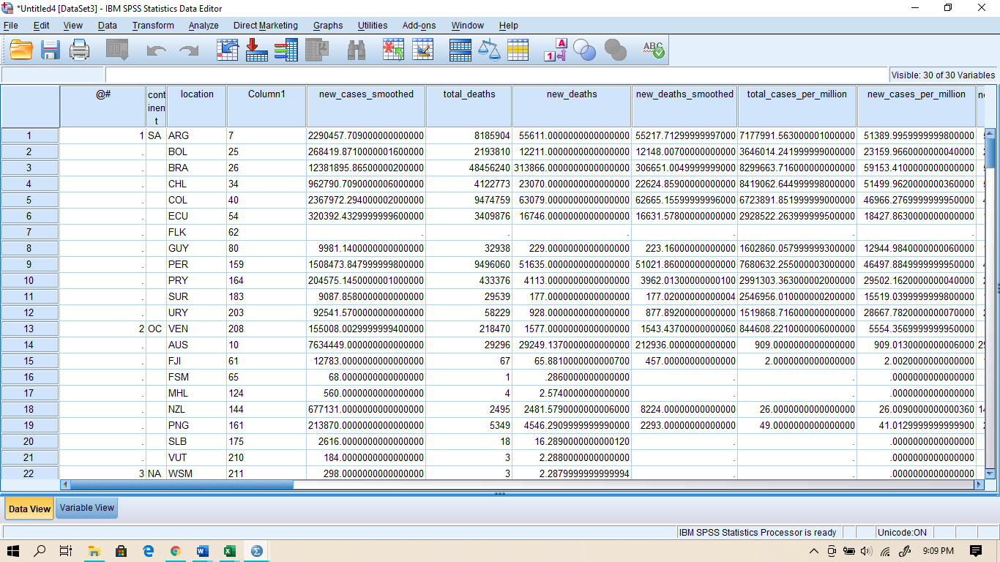 *Untitled4 [DataSet3] - IBM SPSS Statistics Data Editor
File Edit View Data Transform Analyze Direct Marketing Graphs Utilities Add-ons Window Help
Visible: 30 of 30 Variables
@# continent location Column1 new_cases_smoothed total_deaths new_deaths new_deaths_smoothed total_cases_per_million new_cases_per_million
1 1 SA ARG 7 2290457.709000000000000 8185904 55611.0000000000000000 55217.71299999997000 7177991.563000001000000 51389.9959999999800000
2 . BOL 25 268419.8710000001600000 2193810 12211.0000000000000000 12148.00700000000000 3646014.241999999000000 23159.9660000000040000
3 . BRA 26 12381895.86500000200000 48456240 313866.000000000000000 306651.0049999999000 8299663.716000000000000 59153.4100000000000000
4 . CHL 34 962790.7090000006000000 4122773 23070.0000000000000000 22624.85900000000000 8419062.644999998000000 51499.9620000000360000
5 . COL 40 2367972.294000002000000 9474759 63079.0000000000000000 62665.15599999996000 6723891.851999999000000 46966.2769999999950000
6 . ECU 54 320392.4329999999600000 3409876 16746.0000000000000000 16631.57800000000000 2928522.263999999500000 18427.8630000000000000
7 . FLK 62 . . . . . .
8 . GUY 80 9981.1400000000000000 32938 229.0000000000000000 223.16000000000000 1602860.057999999300000 12944.9840000000060000
9 . PER 159 1508473.847999999800000 9496060 51635.0000000000000000 51021.86000000000000 7680632.255000003000000 46497.8849999999950000
10 . PRY 164 204575.1450000001000000 433376 4113.0000000000000000 3962.01300000000100 2991303.363000002000000 29502.1620000000040000
11 . SUR 183 9087.8580000000000000 29539 177.0000000000000000 177.02000000000004 2546956.010000000200000 15519.0399999999800000
12 . URY 203 92541.5700000000000000 58229 928.0000000000000000 877.89200000000000 1519868.716000000000000 28667.7820000000070000
13 2 OC VEN 208 155008.0029999999400000 218470 1577.0000000000000000 1543.43700000000060 844608.2210000006000000 5554.3569999999950000
14 . AUS 10 7634449.000000000000000 29296 29249.1370000000000000 212936.0000000000000 909.0000000000000000 909.0130000000006000
15 . FJI 61 12783.0000000000000000 67 65.8810000000000700 457.00000000000000 2.0000000000000000 2.0020000000000000
16 . FSM 65 68.0000000000000000 1 .2860000000000000 . . .0000000000000000
17 . MHL 124 560.0000000000000000 4 2.5740000000000000 . . .0000000000000000
18 . NZL 144 677131.0000000000000000 2495 2481.5790000000006000 8224.00000000000000 26.0000000000000000 26.0090000000000360
19 . PNG 161 213870.0000000000000000 5349 4546.2909999999990000 2293.00000000000000 49.0000000000000000 41.0129999999999900
20 . SLB 175 2616.0000000000000000 18 16.2890000000000120 . . .0000000000000000
21 . VUT 210 184.0000000000000000 3 2.2880000000000000 . . .0000000000000000
22 3 NA WSM 211 298.0000000000000000 3 2.2879999999999994 . . .0000000000000000
Data View Variable View
IBM SPSS Statistics Processor is ready Unicode:ON
9:09 PM